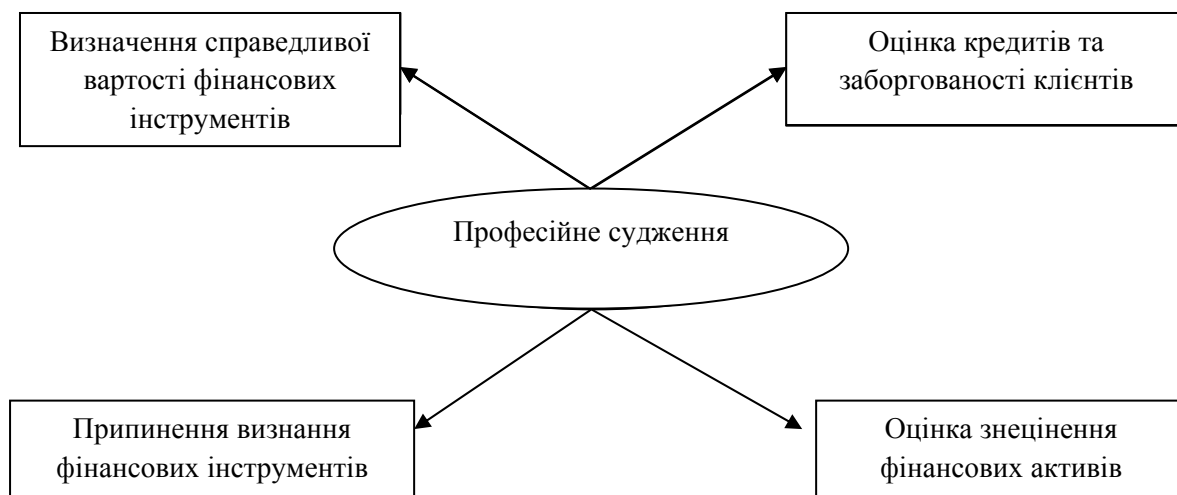 Визначення справедливої
вартості фінансових
інструментів
Оцінка кредитів та
заборгованості клієнтів
Професійне судження
Припинення визнання
фінансових інструментів
Оцінка знецінення
фінансових активів